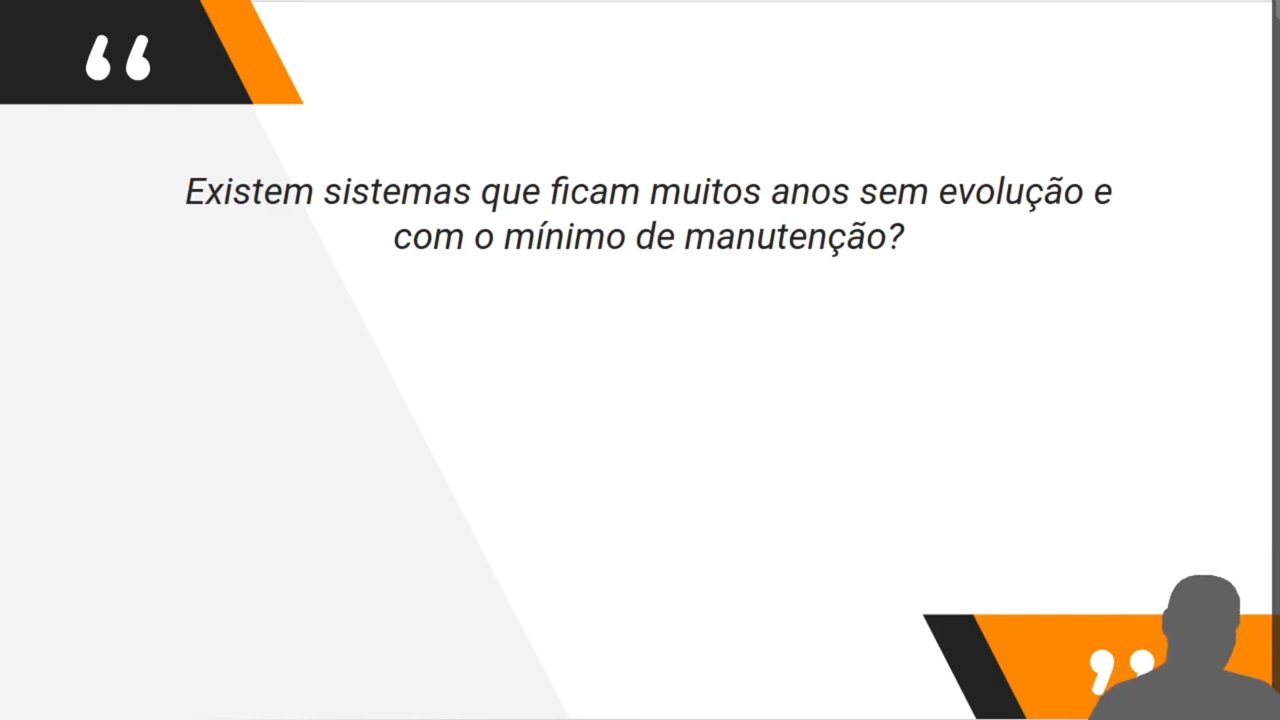 “
Existem sistemas que ficam muitos anos sem evolução e
com o mínimo de manutenção?
”